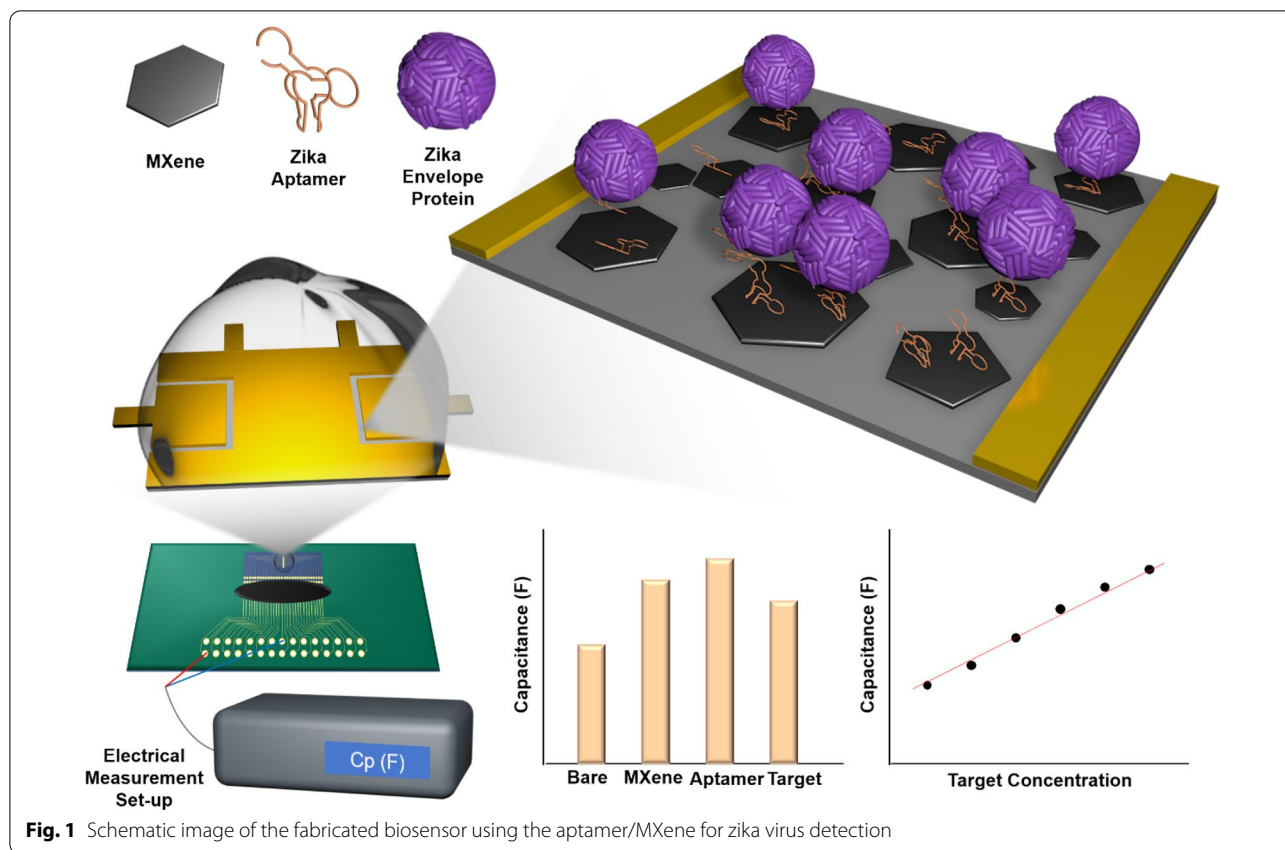 MXene
Zika
Aptamer
Zika
Envelope
Protein
Electrical
Measurement
Set-up
Cp (F)
Capacitance (F)
Bare MXene Aptamer Target
Capacitance (F)
Target Concentration
Fig. 1 Schematic image of the fabricated biosensor using the aptamer/MXene for zika virus detection